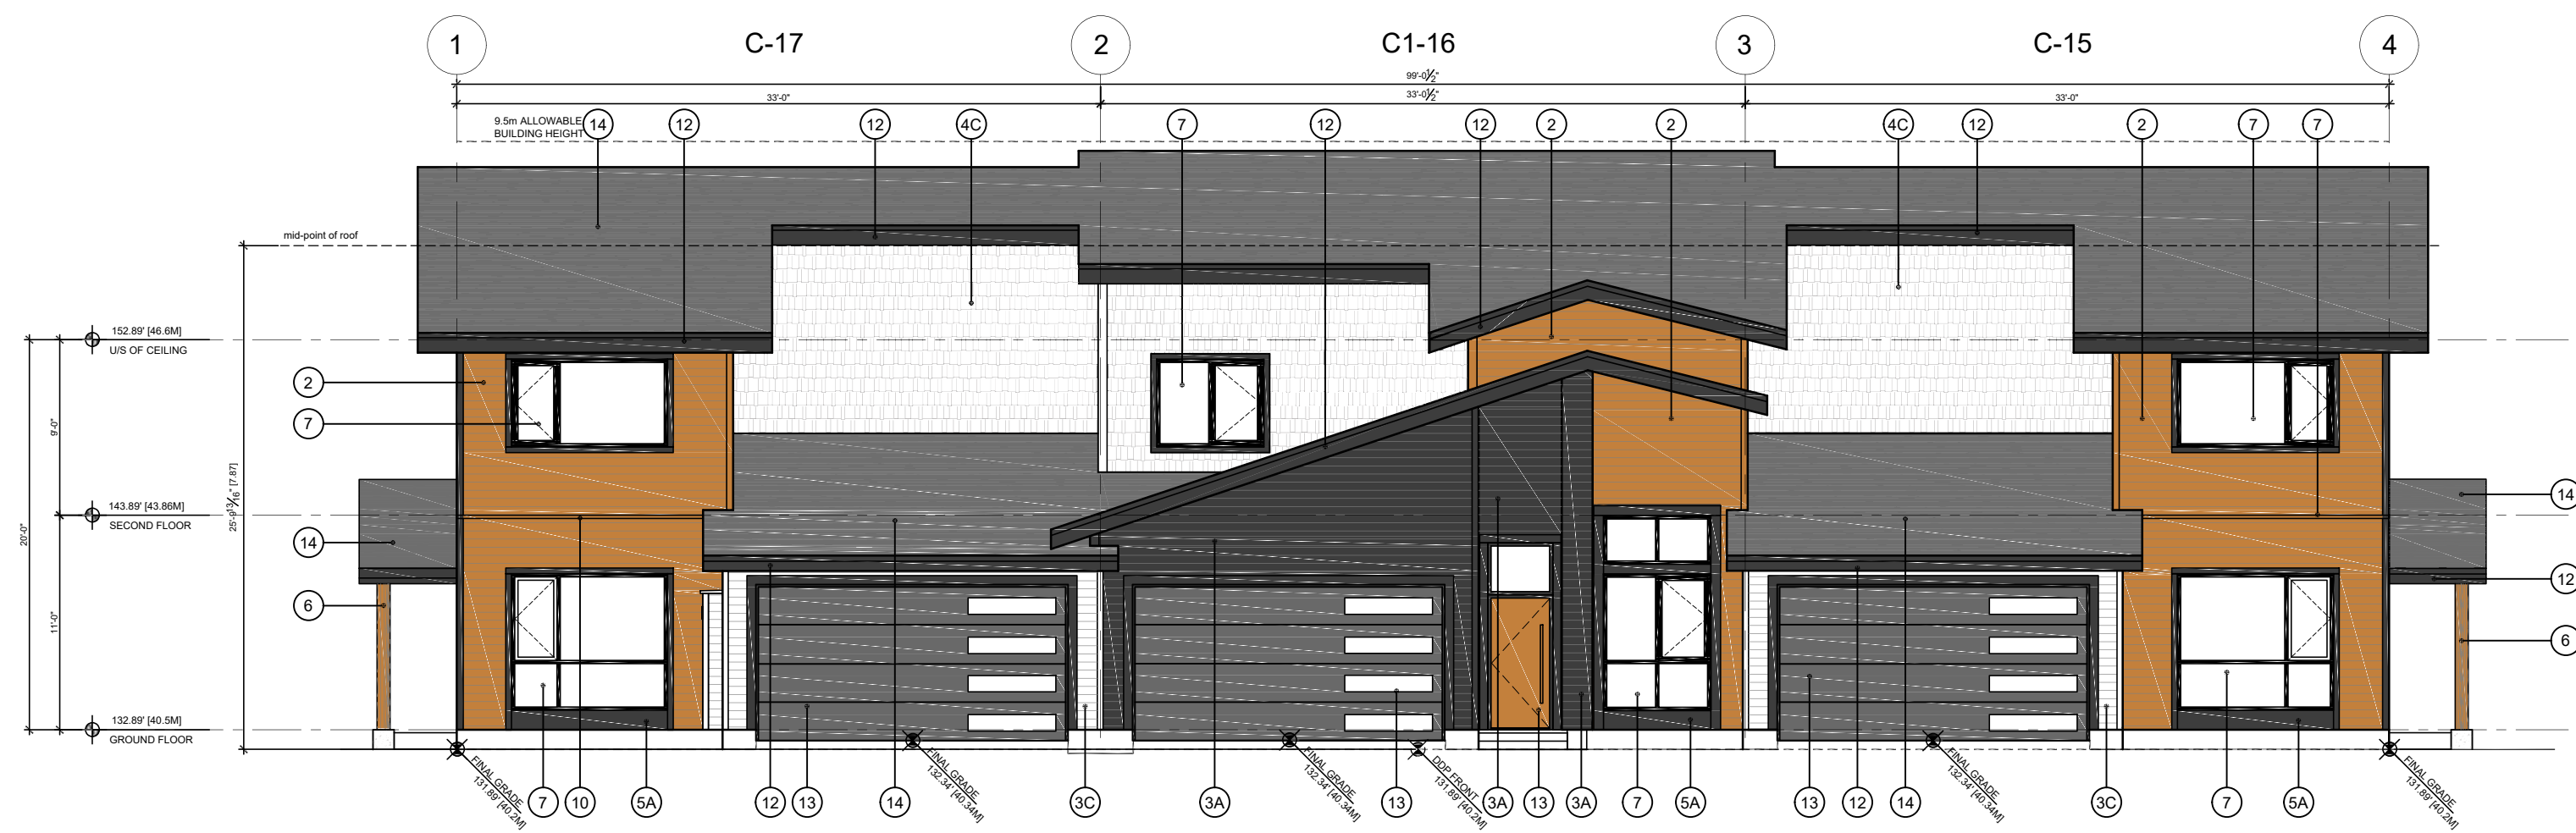 1
C-17
2
C1-16
3
C-15
4
99'-0½"
33'-0"
33'-0½"
33'-0"
9.5m ALLOWABLE
BUILDING HEIGHT
14
12
12
4C
7
12
12
2
2
4C
12
2
7
7
mid-point of roof
152.89' [46.6M]
U/S OF CEILING
2
7
9'-0"
25'-9 13/16" [7.87]
20'-0"
143.89' [43.86M]
SECOND FLOOR
14
14
12
6
6
11'-0"
132.89' [40.5M]
GROUND FLOOR
FINAL GRADE
131.89' [40.2M]
7
10
5A
12
13
14
FINAL GRADE
132.34' [40.34M]
3C
3A
FINAL GRADE
132.34' [40.34M]
13
DDP FRONT
131.89' [40.2M]
3A
13
3A
7
5A
13
12
14
FINAL GRADE
132.34' [40.34M]
3C
7
5A
FINAL GRADE
131.89' [40.2M]